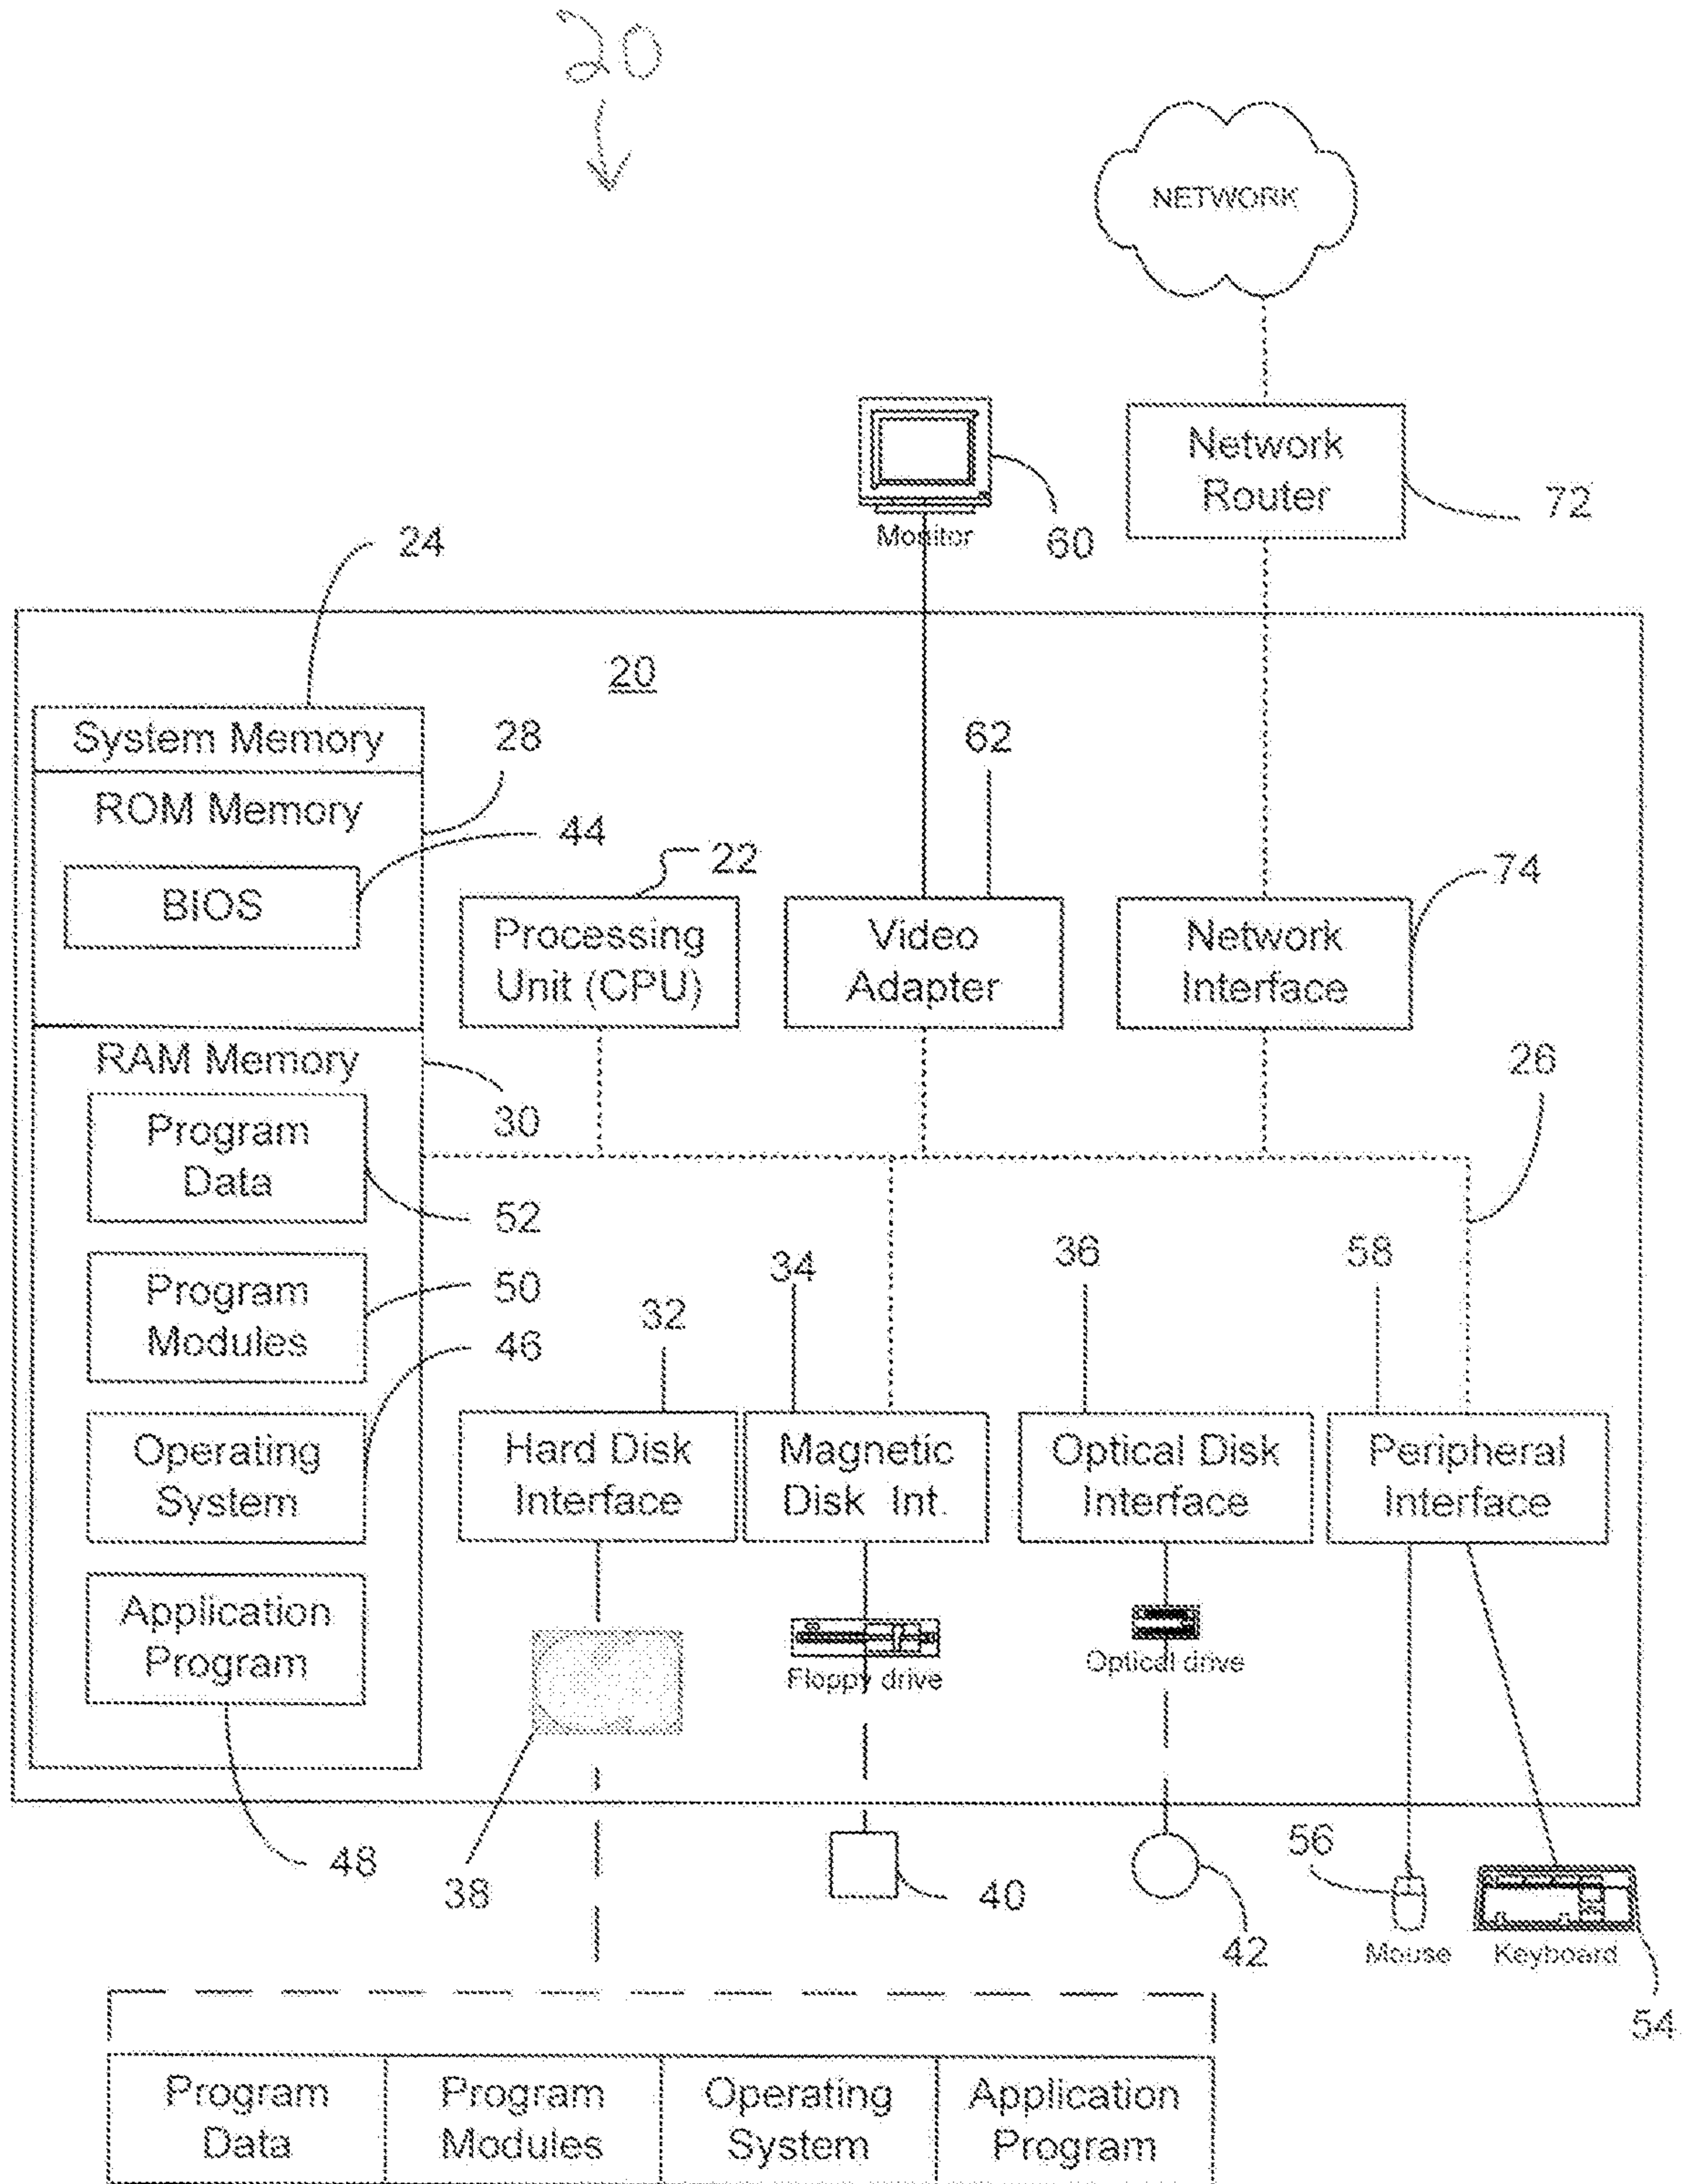 20
NETWORK
Network
Router
72
Monitor
60
24
20
System Memory
28
62
ROM Memory
44
22
74
BIOS
Processing
Unit (CPU)
Video
Adapter
Network
Interface
RAM Memory
26
30
Program
Data
52
34
36
58
Program
Modules
50
32
46
Operating
System
Hard Disk
Interface
Magnetic
Disk Int.
Optical Disk
Interface
Peripheral
Interface
Application
Program
Floppy drive
Optical drive
48
38
40
42
56
Mouse
Keyboard
54
Program
Data
Program
Modules
Operating
System
Application
Program